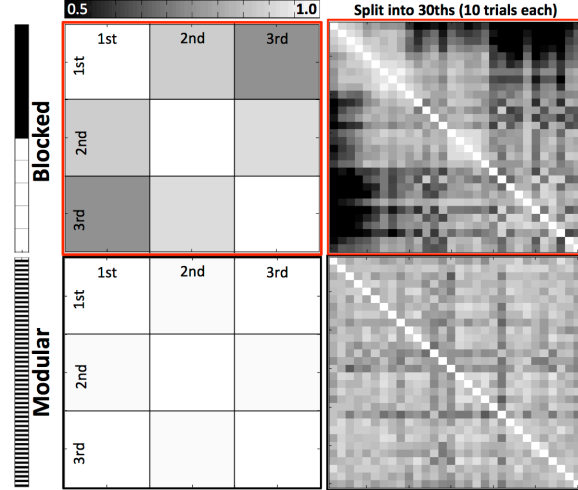 0.5
1.0
Split into 30ths (10 trials each)
Blocked
1st
2nd
3rd
1st
2nd
3rd
Modular
1st
2nd
3rd
1st
2nd
3rd